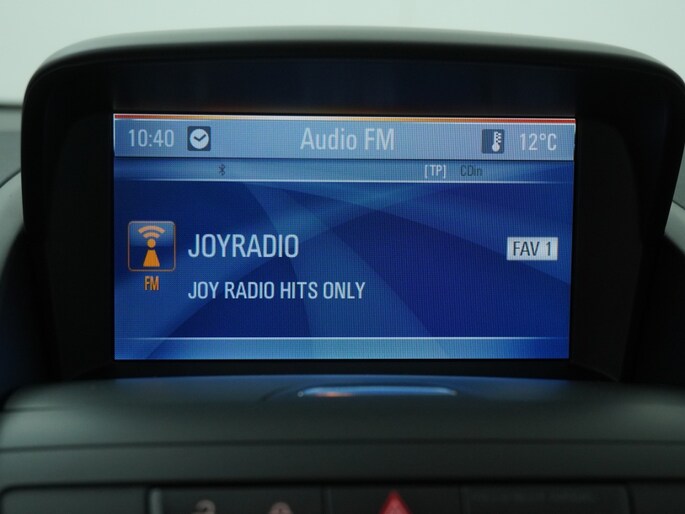 10:40 Audio FM 12°C
[TP] CDin
JOYRADIO FAV 1
FM
JOY RADIO HITS ONLY